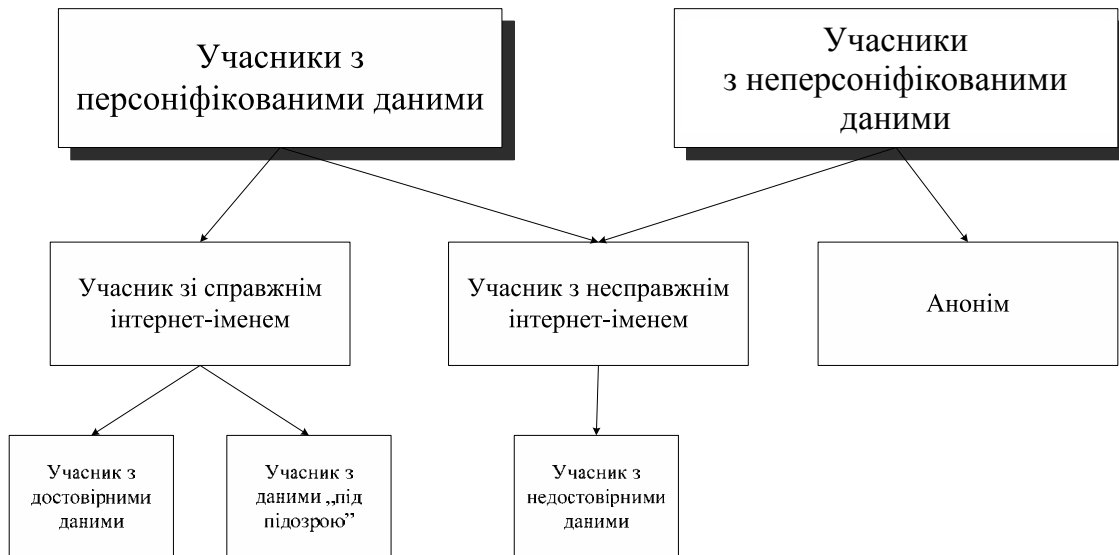 Учасники з
персоніфікованими даними
Учасники
з неперсоніфікованими
даними
Учасник зі справжнім
інтернет-іменем
Учасник з несправжнім
інтернет-іменем
Анонім
Учасник з
достовірними
даними
Учасник з
даними „під
підозрою”
Учасник з
недостовірними
даними